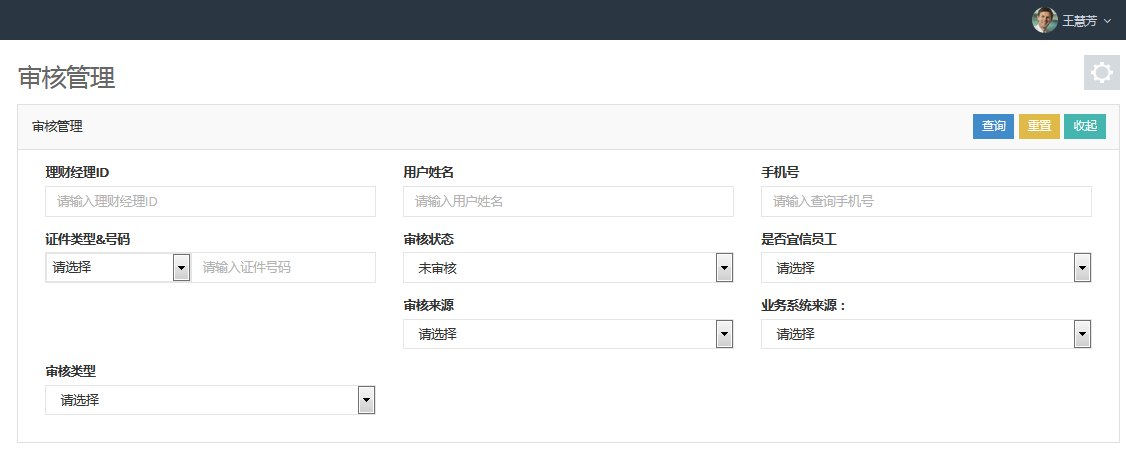 王慧芳
审核管理
审核管理 查询 重置 收起
理财经理ID 用户姓名 手机号
请输入理财经理ID 请输入用户姓名 请输入查询手机号
证件类型&号码 审核状态 是否宜信员工
请选择 请输入证件号码 未审核 请选择
审核来源 业务系统来源：
请选择 请选择
审核类型
请选择